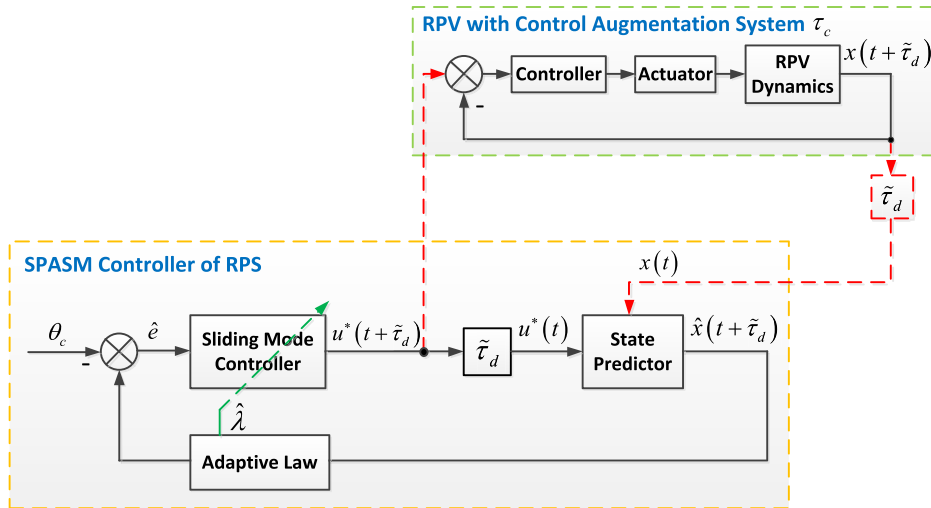 RPV with Control Augmentation System τ_c
x(t+τ̃_d)
Controller
Actuator
RPV
Dynamics
-
τ̃_d
SPASM Controller of RPS
x(t)
θ_c
ê
Sliding Mode
Controller
u*(t+τ̃_d)
τ̃_d
u*(t)
State
Predictor
x̂(t+τ̃_d)
-
λ̂
Adaptive Law